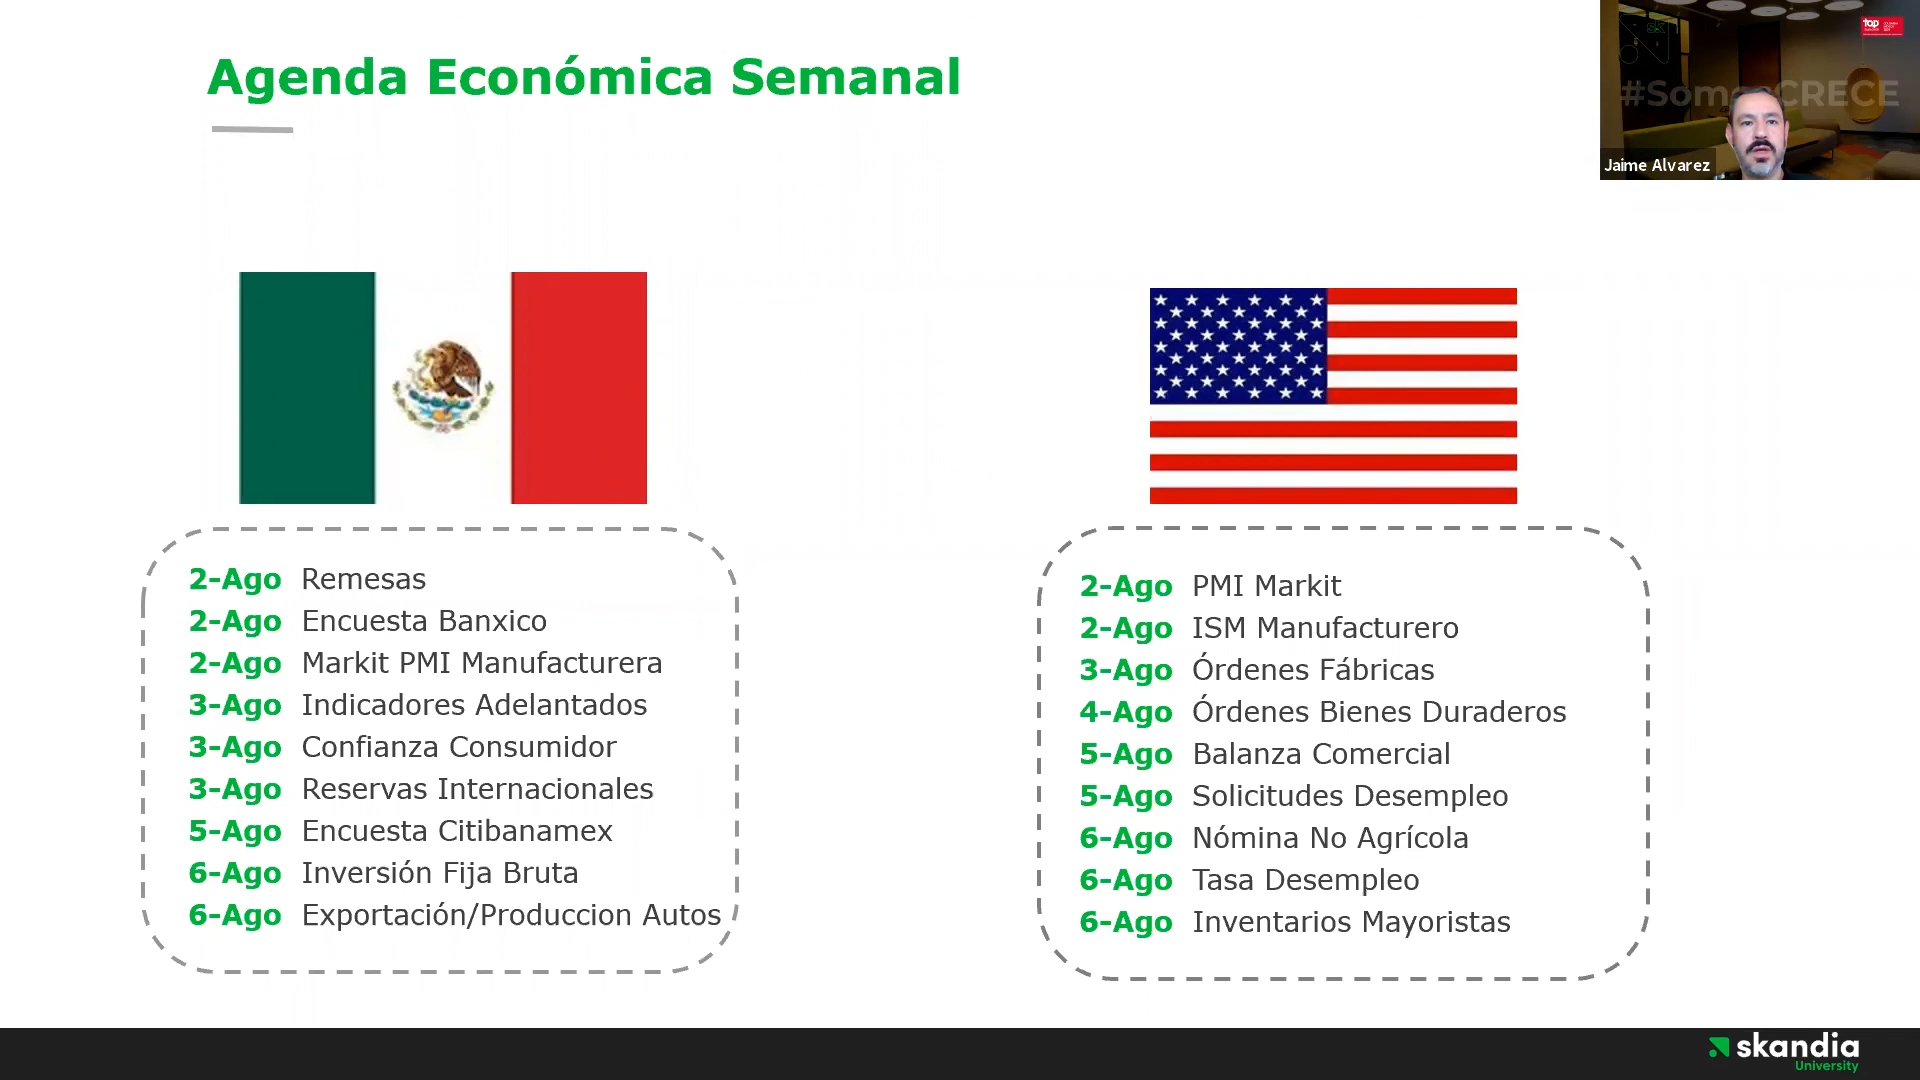 Agenda Económica Semanal
sk
top
#Somo CRECE
Jaime Alvarez
2-Ago Remesas
2-Ago Encuesta Banxico
2-Ago Markit PMI Manufacturera
3-Ago Indicadores Adelantados
3-Ago Confianza Consumidor
3-Ago Reservas Internacionales
5-Ago Encuesta Citibanamex
6-Ago Inversión Fija Bruta
6-Ago Exportación/Produccion Autos
2-Ago PMI Markit
2-Ago ISM Manufacturero
3-Ago Órdenes Fábricas
4-Ago Órdenes Bienes Duraderos
5-Ago Balanza Comercial
5-Ago Solicitudes Desempleo
6-Ago Nómina No Agrícola
6-Ago Tasa Desempleo
6-Ago Inventarios Mayoristas
skandia
University